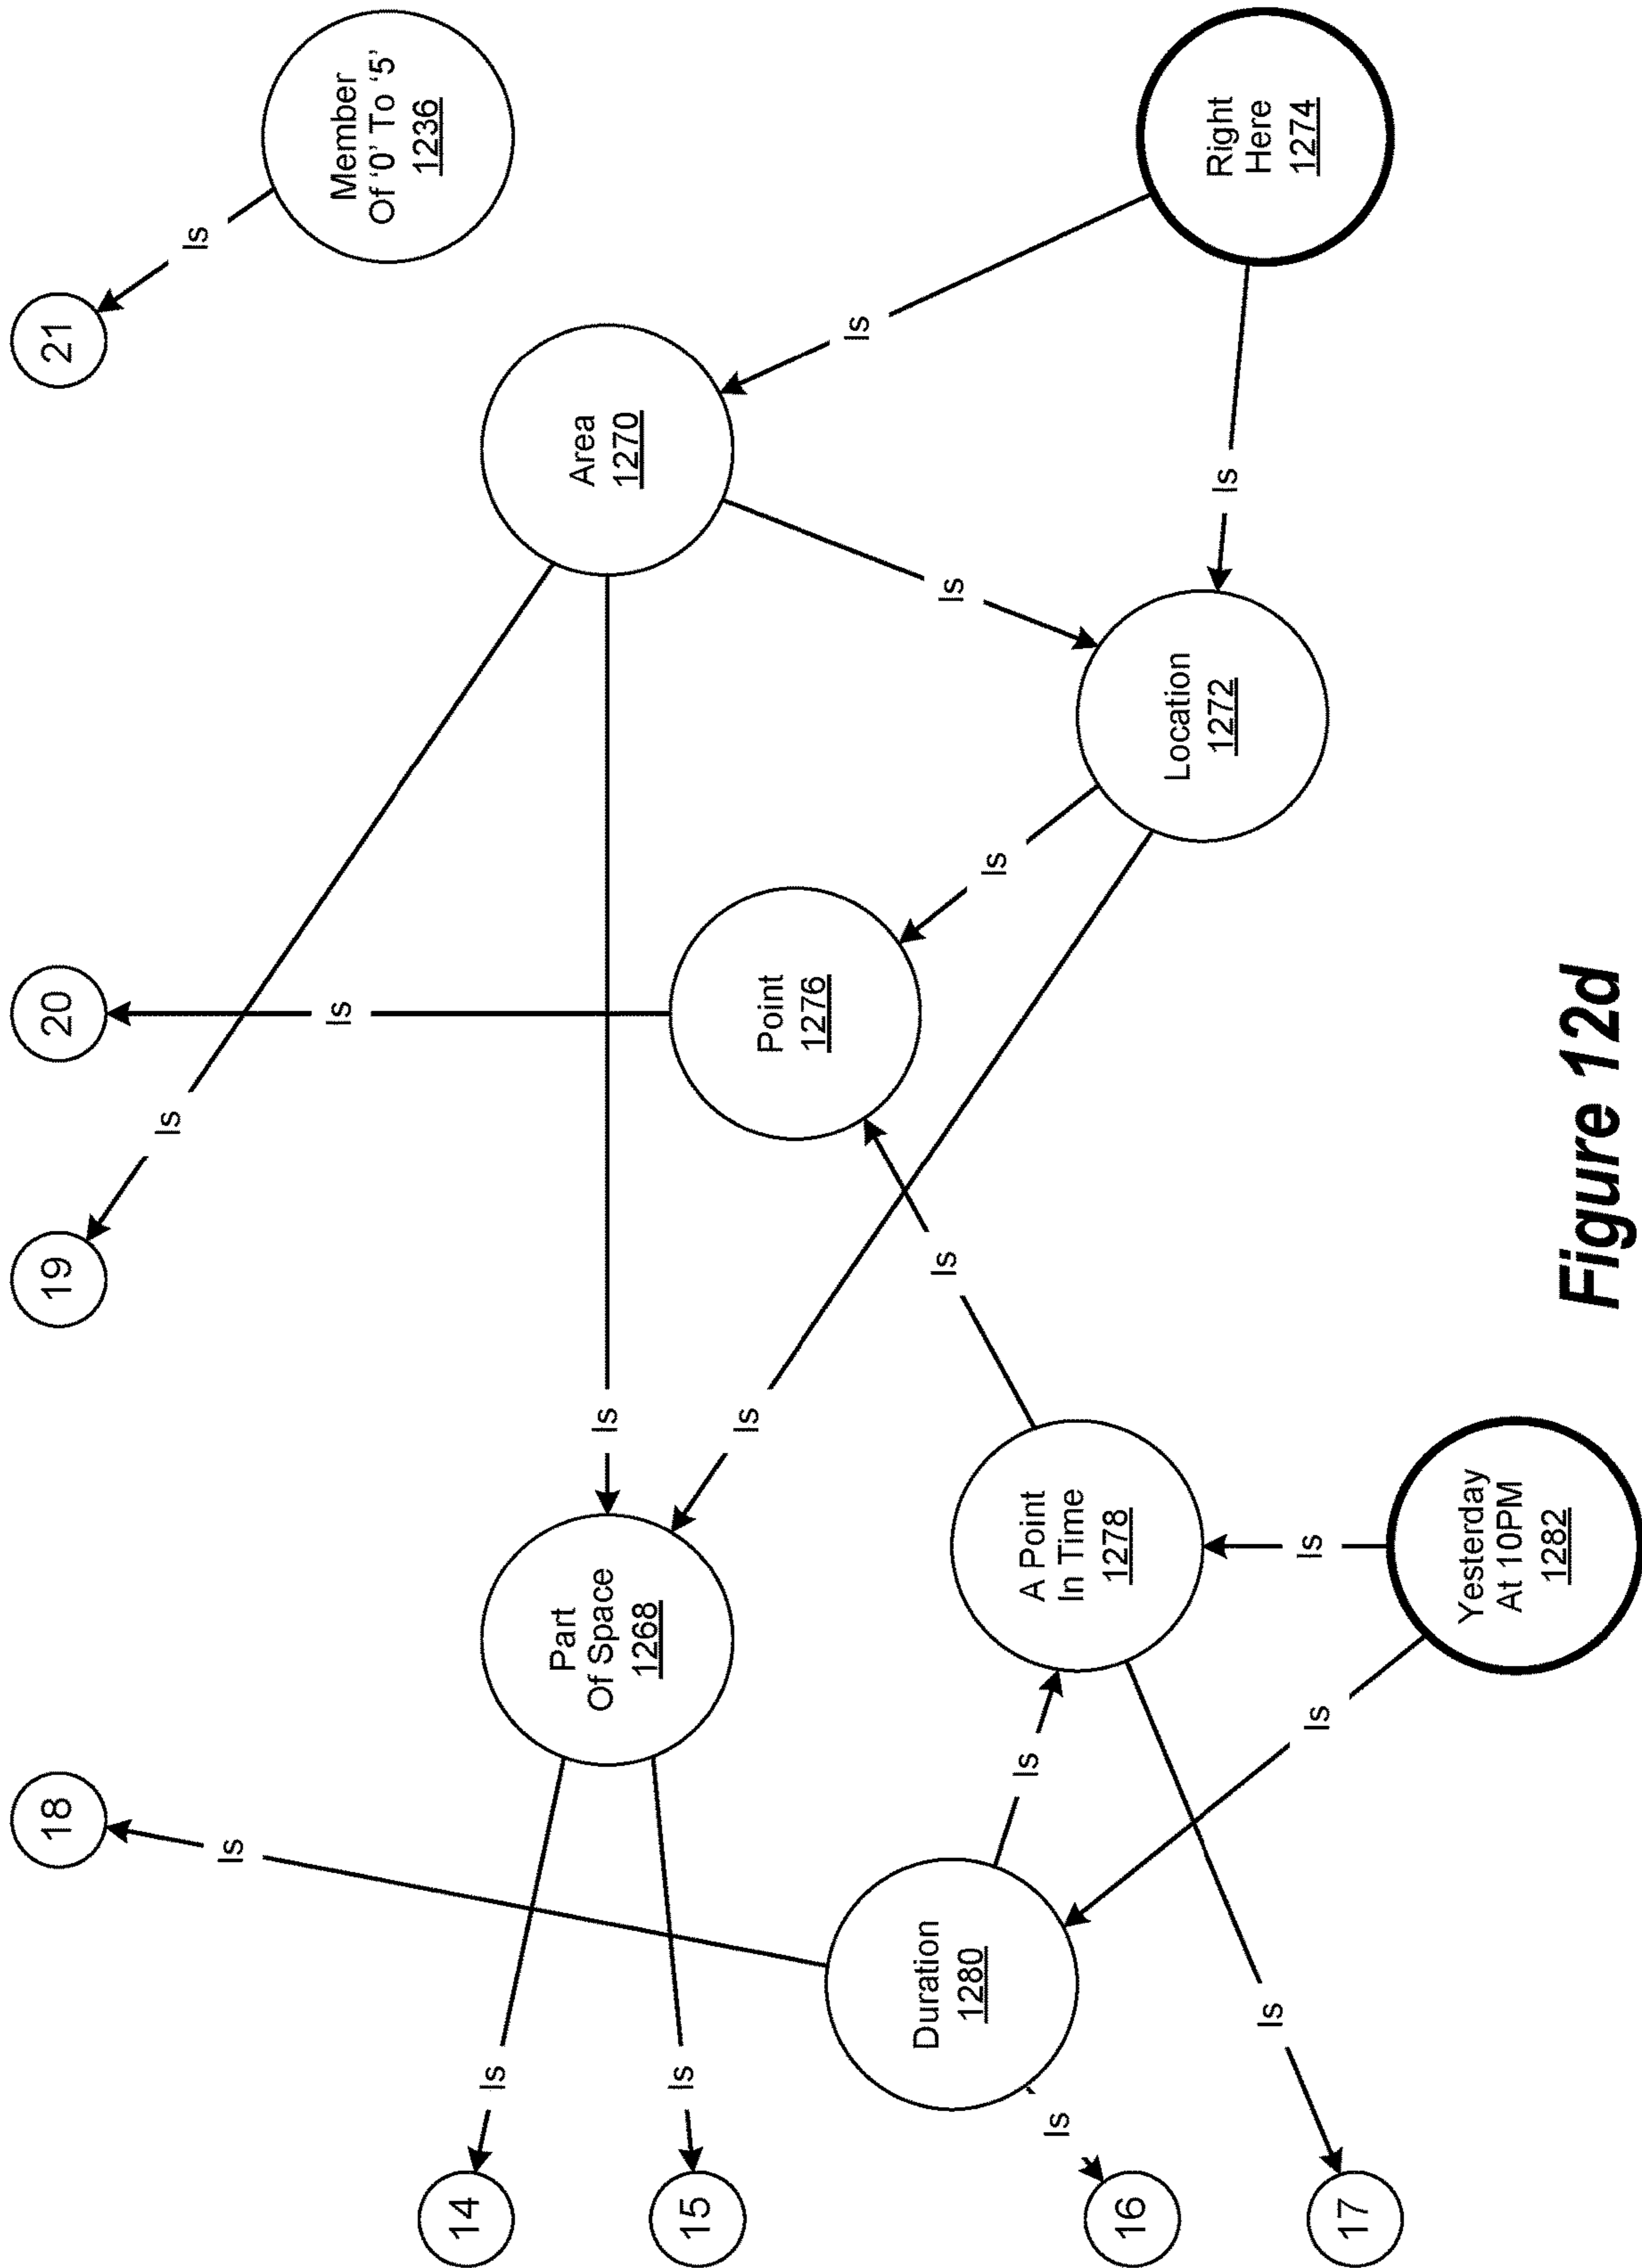 18
19
20
21
14
Is
Part
Of Space
1268
Is
Is
Is
Area
1270
Is
Member
Of '0' To '5'
1236
15
Is
Is
Is
Point
1276
Is
Is
16
Is
Duration
1280
Is
A Point
In Time
1278
Is
Is
Location
1272
Is
Is
Right
Here
1274
17
Is
Is
Is
Yesterday
At 10PM
1282
Figure 12d